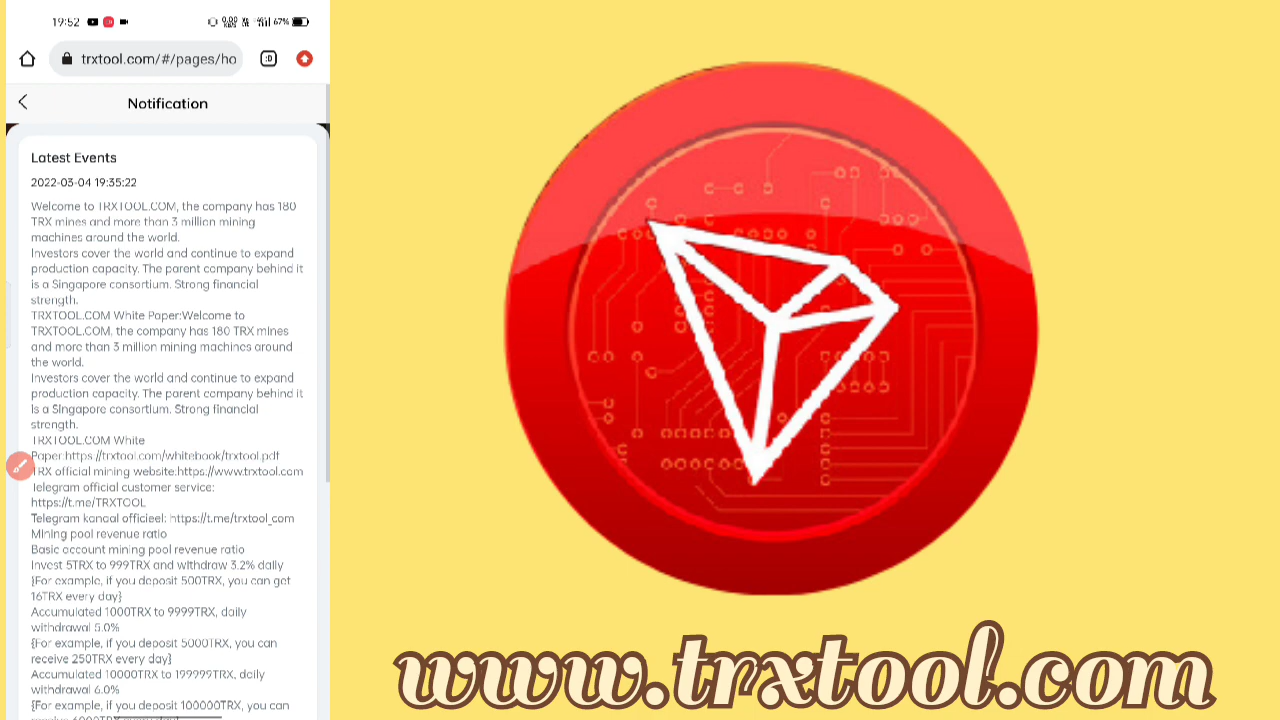 19:52
67%
trxtool.com/#/pages/ho
:D
Notification
Latest Events
2022-03-04 19:35:22
Welcome to TRXTOOL.COM, the company has 180
TRX mines and more than 3 million mining
machines around the world.
Investors cover the world and continue to expand
production capacity. The parent company behind it
is a Singapore consortium. Strong financial
strength.
TRXTOOL.COM White Paper:Welcome to
TRXTOOL.COM, the company has 180 TRX mines
and more than 3 million mining machines around
the world.
Investors cover the world and continue to expand
production capacity. The parent company behind it
is a Singapore consortium. Strong financial
strength.
TRXTOOL.COM White
Paper:https://trxtool.com/whitebook/trxtool.pdf
TRX official mining website:https://www.trxtool.com
Telegram official customer service:
https://t.me/TRXTOOL
Telegram kanaal officieel: https://t.me/trxtool_com
Mining pool revenue ratio
Basic account mining pool revenue ratio
Invest 5TRX to 999TRX and withdraw 3.2% daily
{For example, if you deposit 500TRX, you can get
16TRX every day}
Accumulated 1000TRX to 9999TRX, daily
withdrawal 5.0%
{For example, if you deposit 5000TRX, you can
receive 250TRX every day}
Accumulated 10000TRX to 199999TRX, daily
withdrawal 6.0%
{For example, if you deposit 100000TRX, you can
receive 6000TRX every day}
www.trxtool.com